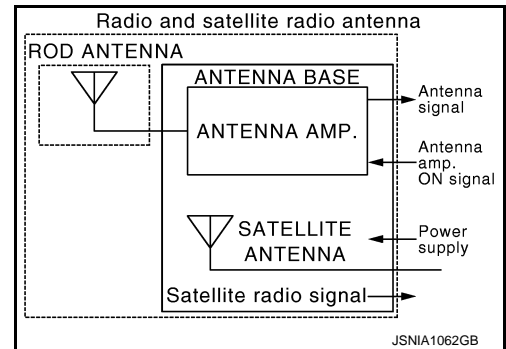 Radio and satellite radio antenna
ROD ANTENNA
ANTENNA BASE
ANTENNA AMP.
Antenna
signal
Antenna
amp.
ON signal
SATELLITE
ANTENNA
Power
supply
Satellite radio signal
JSNIA1062GB